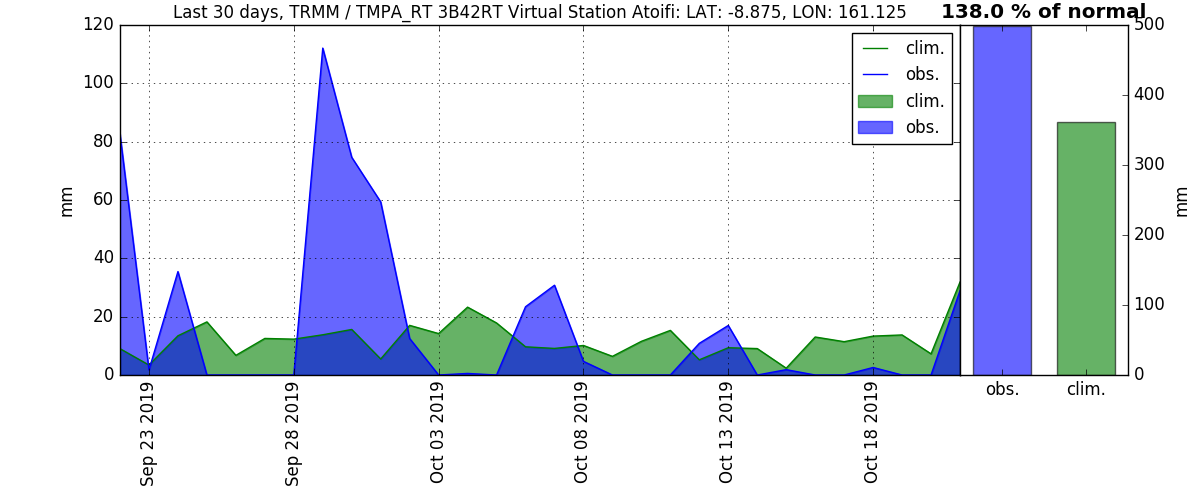 Last 30 days, TRMM / TMPA_RT 3B42RT Virtual Station Atoifi: LAT: -8.875, LON: 161.125
138.0 % of normal
120
100
80
60
40
20
0
mm
clim.
obs.
clim.
obs.
500
400
300
200
100
0
mm
obs.
clim.
Sep 23 2019
Sep 28 2019
Oct 03 2019
Oct 08 2019
Oct 13 2019
Oct 18 2019